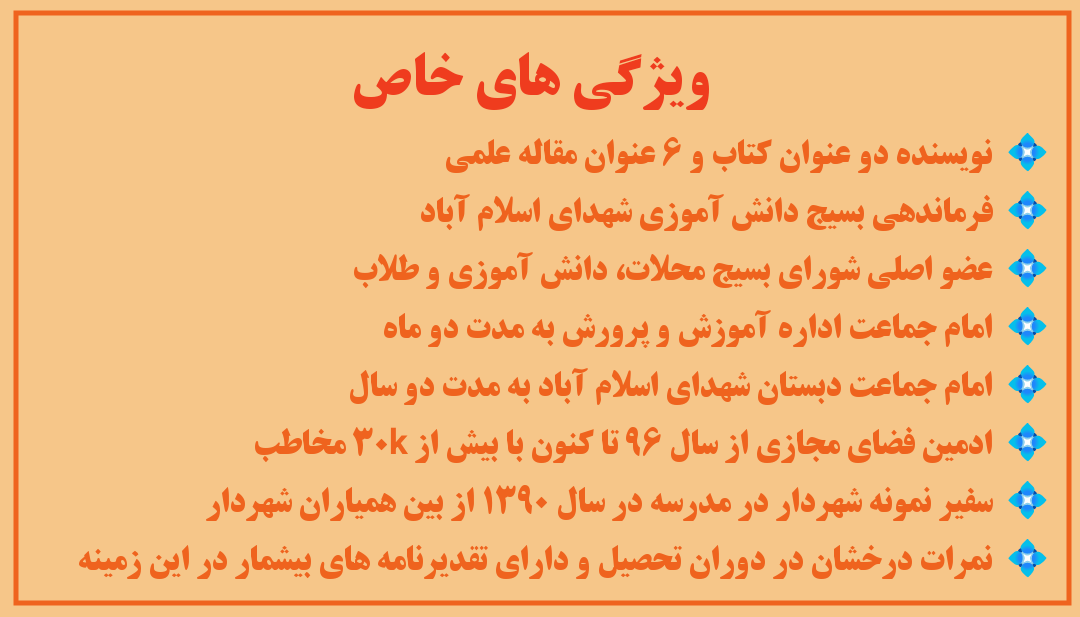 ویژگی های خاص
نویسنده دو عنوان کتاب و ۶ عنوان مقاله علمی
فرماندهی بسیج دانش آموزی شهدای اسلام آباد
عضو اصلی شورای بسیج محلات، دانش آموزی و طلاب
امام جماعت اداره آموزش و پرورش به مدت دو ماه
امام جماعت دبستان شهدای اسلام آباد به مدت دو سال
ادمین فضای مجازی از سال ۹۶ تا کنون با بیش از ۳۰k مخاطب
سفیر نمونه شهردار در مدرسه در سال ۱۳۹۰ از بین همیاران شهردار
نمرات درخشان در دوران تحصیل و دارای تقدیرنامه های بیشمار در این زمینه